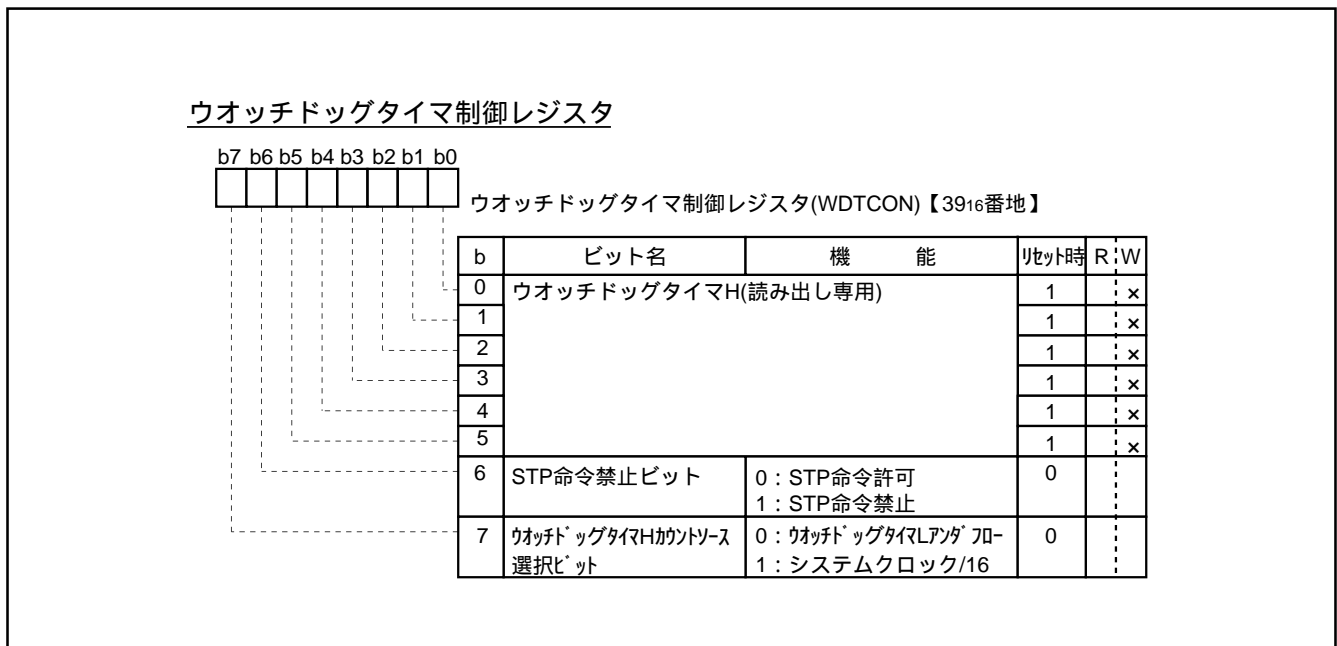 ウオッチドッグタイマ制御レジスタ
b7 b6 b5 b4 b3 b2 b1 b0
ウオッチドッグタイマ制御レジスタ(WDTCON)【3916番地】
b ビット名 機 能 ﾘｾｯﾄ時 R W
0 ウオッチドッグタイマH(読み出し専用) 1 ×
1 1 ×
2 1 ×
3 1 ×
4 1 ×
5 1 ×
6 STP命令禁止ビット 0：STP命令許可 0
1：STP命令禁止
7 ｳｵｯﾁﾄﾞｯｸﾞﾀｲﾏHｶｳﾝﾄｿｰｽ 0：ｳｵｯﾁﾄﾞｯｸﾞﾀｲﾏLｱﾝﾀﾞﾌﾛｰ 0
選択ﾋﾞｯﾄ 1：システムクロック/16